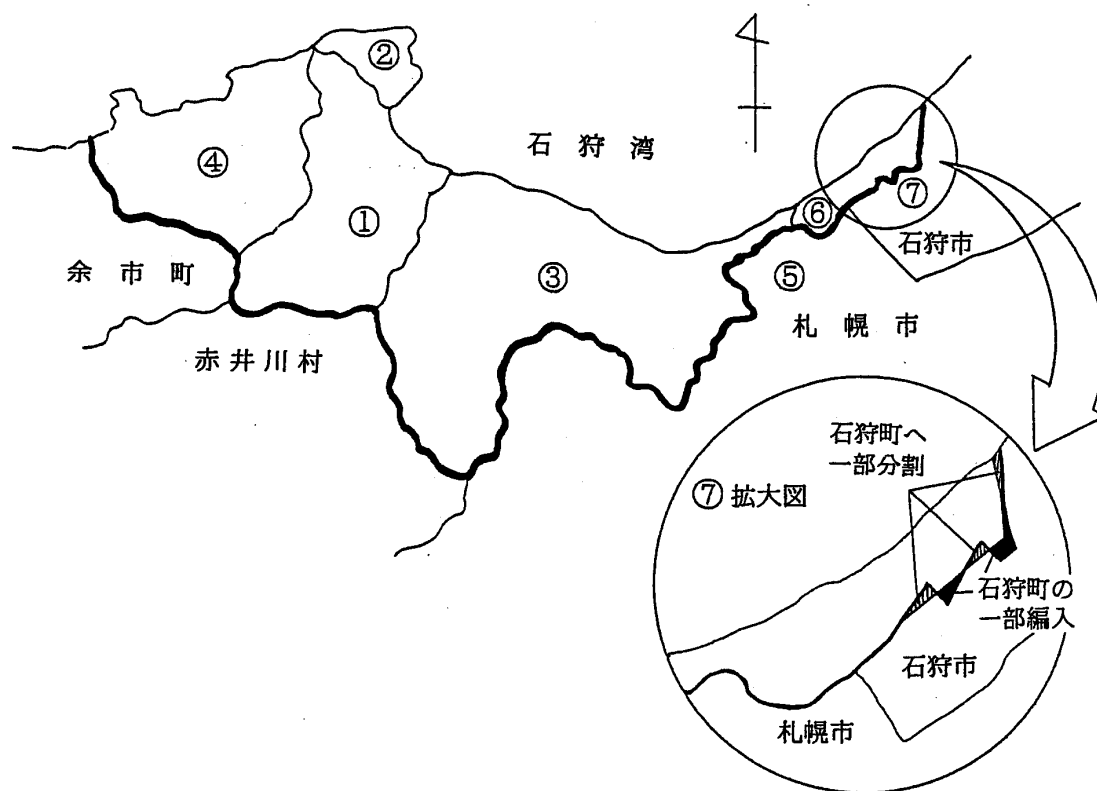 ②
石狩湾
④
⑥
⑦
①
石狩市
余市町
③
⑤
札幌市
赤井川村
石狩町へ
一部分割
⑦ 拡大図
石狩町の
一部編入
石狩市
札幌市